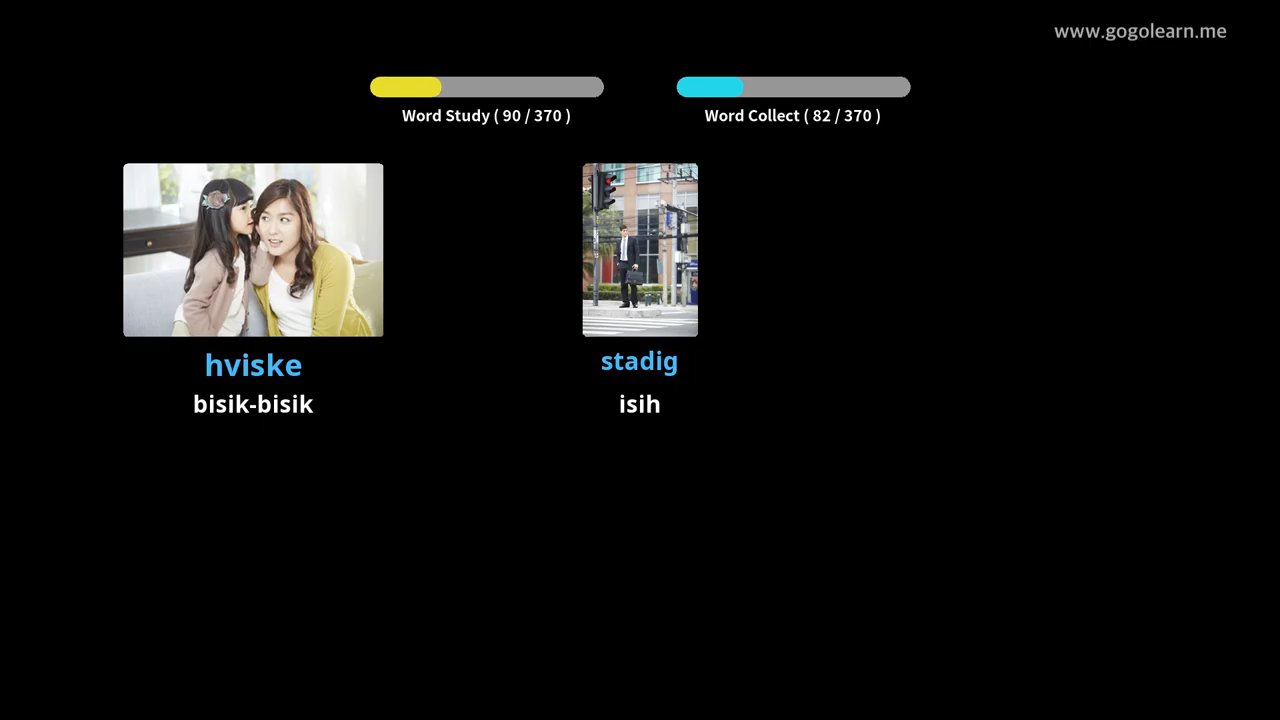 www.gogolearn.me
Word Study ( 90 / 370 )
Word Collect ( 82 / 370 )
hviske
bisik-bisik
stadig
isih